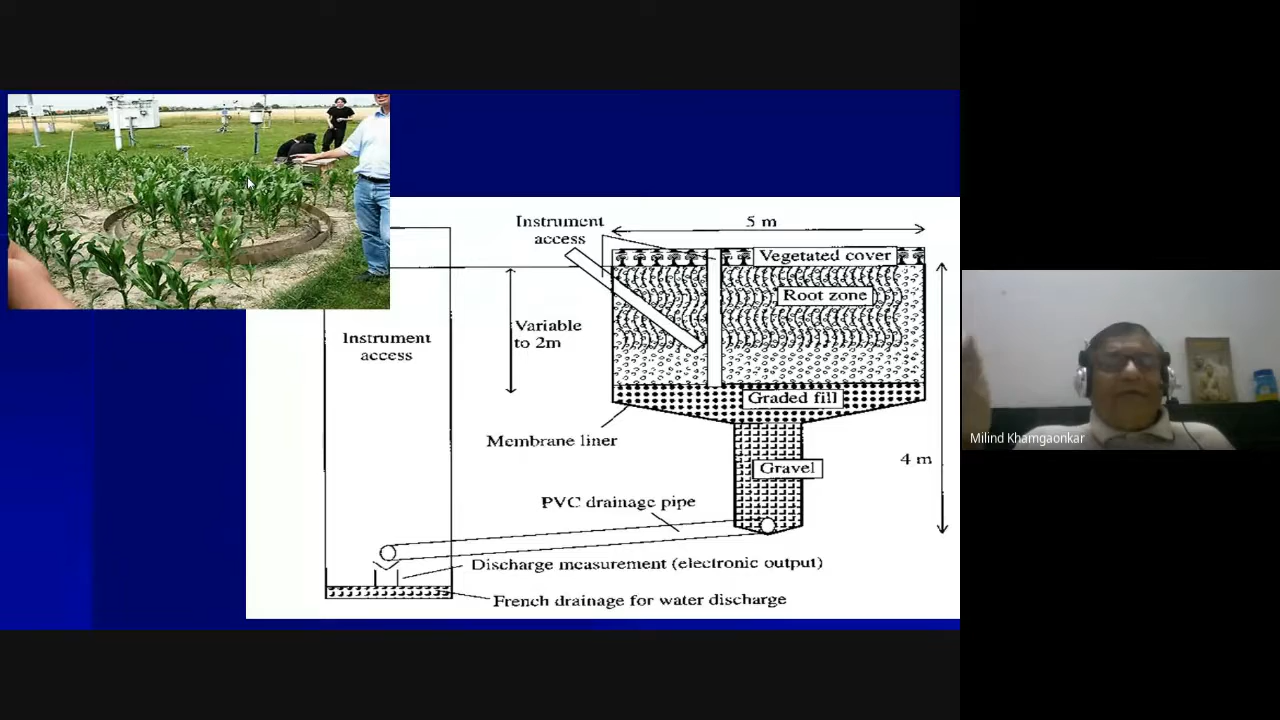 Instrument
access
5 m
Vegetated cover
Root zone
Variable
to 2m
Instrument
access
Graded fill
Membrane liner
Gravel
4 m
PVC drainage pipe
Discharge measurement (electronic output)
French drainage for water discharge
Milind Khamgaonkar